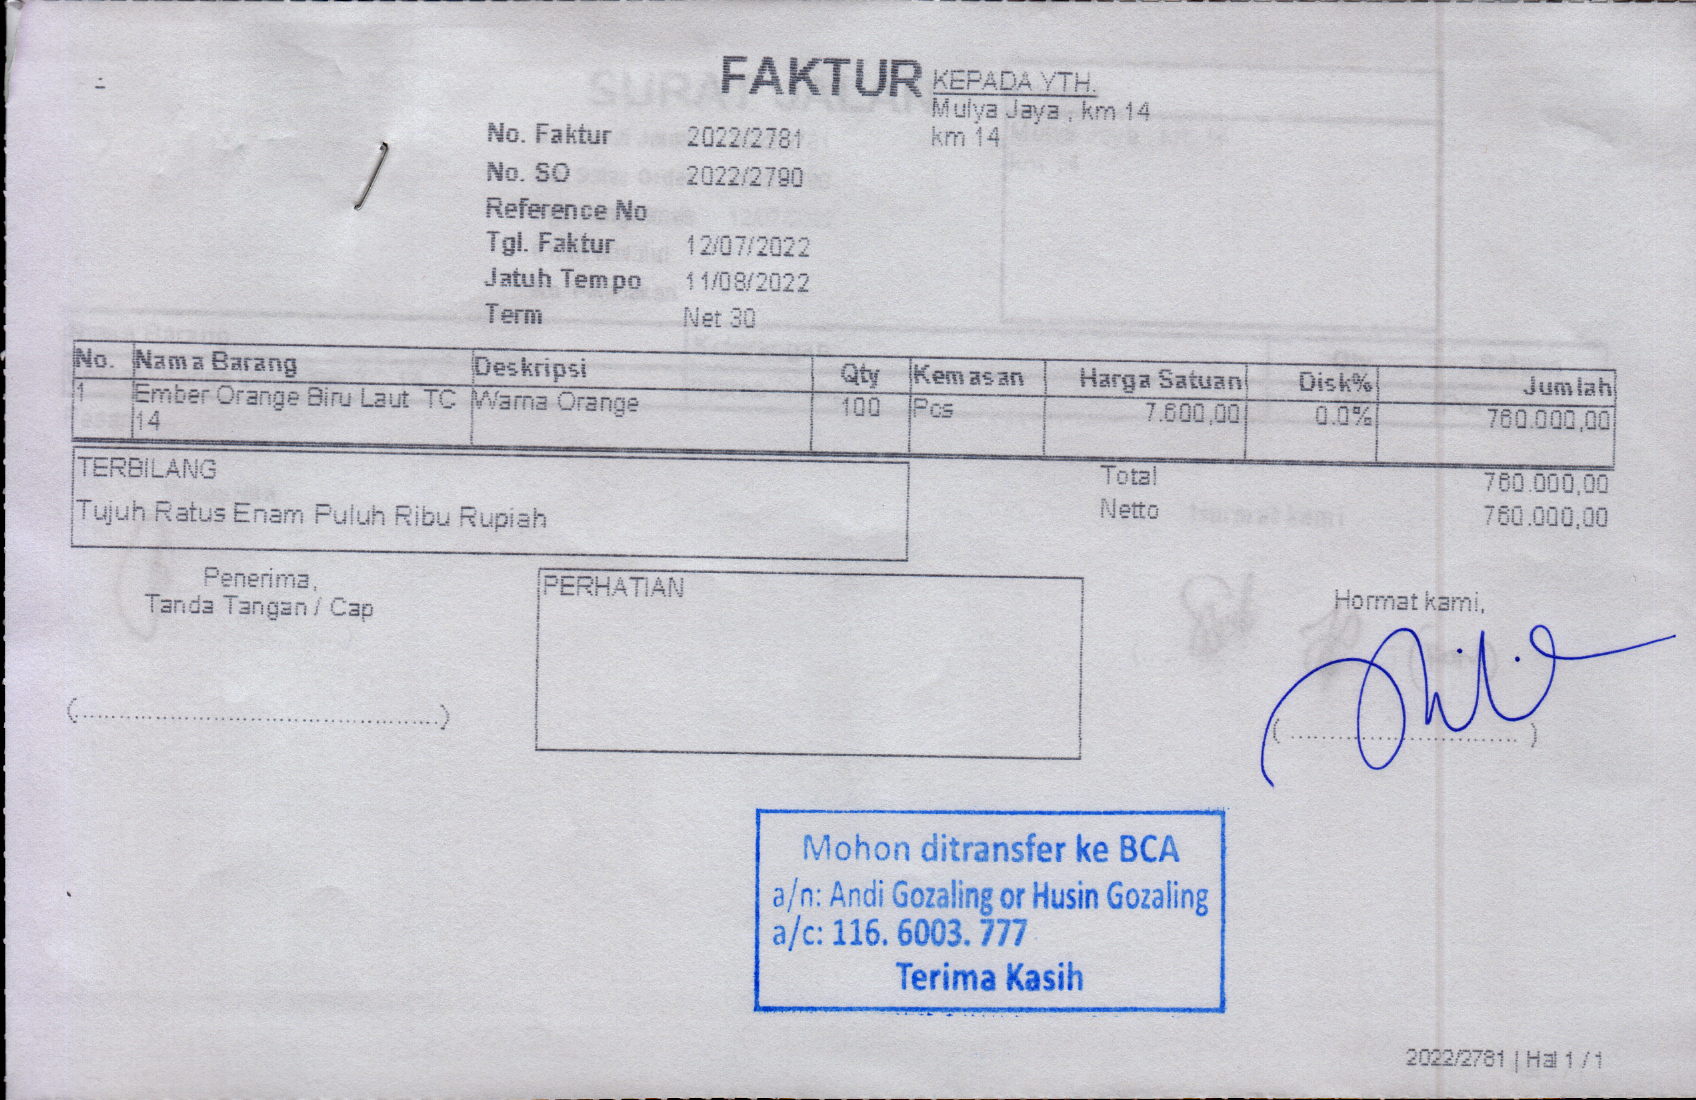 FAKTUR
KEPADA YTH.
Mulya Jaya , km 14
km 14
No. Faktur 2022/2781
No. SO 2022/2790
Reference No
Tgl. Faktur 12/07/2022
Jatuh Tempo 11/08/2022
Term Net 30
No. Nama Barang Deskripsi Qty Kemasan Harga Satuan Disk% Jumlah
1 Ember Orange Biru Laut TC Warna Orange 100 Pcs 7.600,00 0.0% 760.000,00
14
TERBILANG
Tujuh Ratus Enam Puluh Ribu Rupiah
Total 760.000,00
Netto 760.000,00
Penerima,
Tanda Tangan / Cap
(................................................)
PERHATIAN
Hormat kami,
(................................)
Mohon ditransfer ke BCA
a/n: Andi Gozaling or Husin Gozaling
a/c: 116. 6003. 777
Terima Kasih
2022/2781 | Hal 1 / 1